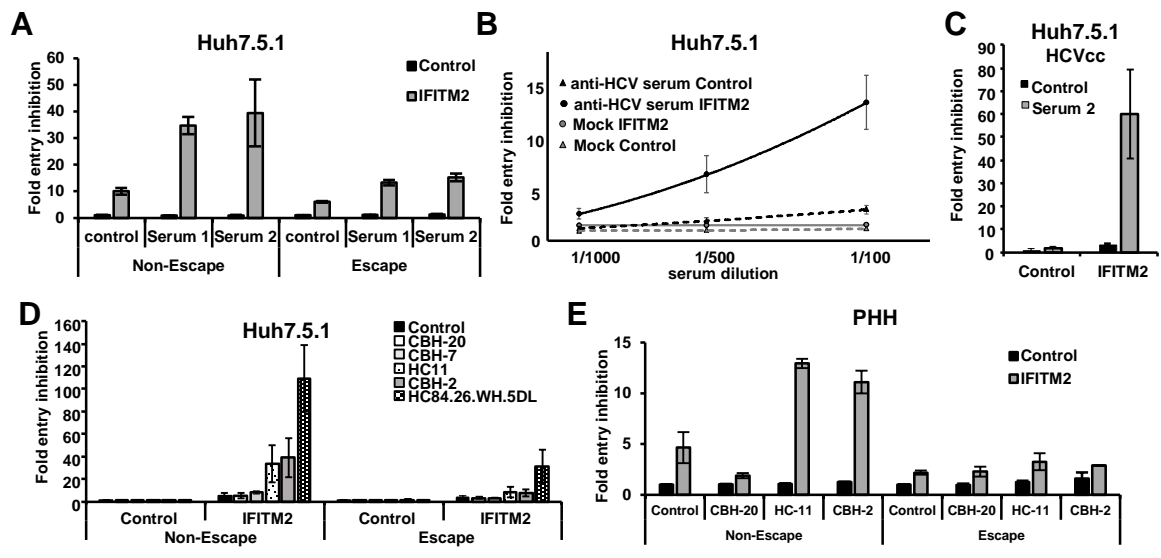 A
Huh7.5.1
Fold entry inhibition
60
50
40
30
20
10
0
Control
IFITM2
control
Serum 1
Serum 2
control
Serum 1
Serum 2
Non-Escape
Escape
B
Huh7.5.1
Fold entry inhibition
15
10
5
0
anti-HCV serum Control
anti-HCV serum IFITM2
Mock IFITM2
Mock Control
1/1000
1/500
1/100
serum dilution
C
Huh7.5.1
HCVcc
Fold entry inhibition
90
80
70
60
50
40
30
20
10
0
Control
Serum 2
Control
IFITM2
D
Huh7.5.1
Fold entry inhibition
160
140
120
100
80
60
40
20
0
Control
CBH-20
CBH-7
HC11
CBH-2
HC84.26.WH.5DL
Control
IFITM2
Control
IFITM2
Non-Escape
Escape
E
PHH
Fold entry inhibition
15
10
5
0
Control
IFITM2
Control
CBH-20
HC-11
CBH-2
Control
CBH-20
HC-11
CBH-2
Non-Escape
Escape